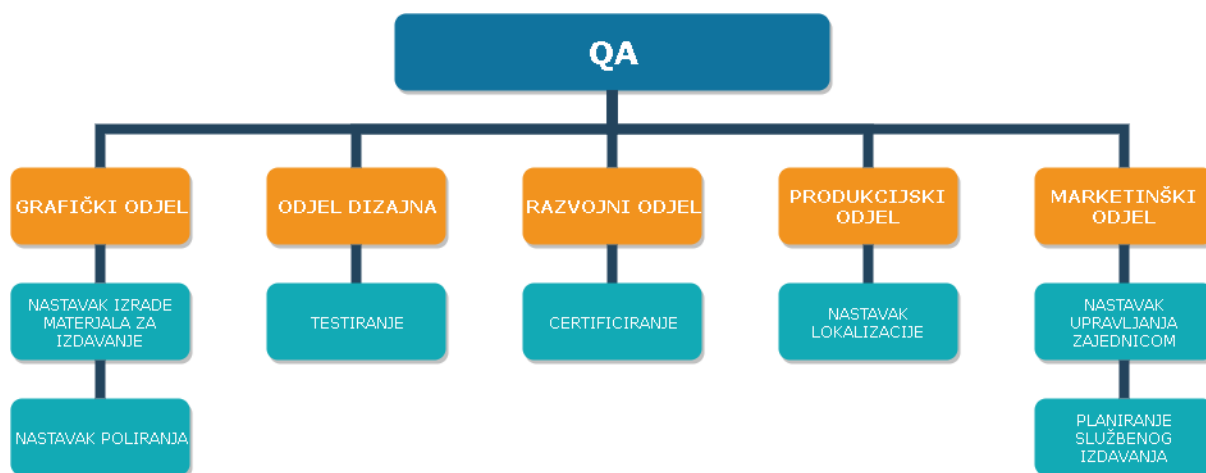 QA
GRAFIČKI ODJEL
ODJEL DIZAJNA
RAZVOJNI ODJEL
PRODUKCIJSKI
ODJEL
MARKETINŠKI
ODJEL
NASTAVAK IZRADE
MATERJALA ZA
IZDAVANJE
TESTIRANJE
CERTIFICIRANJE
NASTAVAK
LOKALIZACIJE
NASTAVAK
UPRAVLJANJA
ZAJEDNICOM
NASTAVAK POLIRANJA
PLANIRANJE
SLUŽBENOG
IZDAVANJA